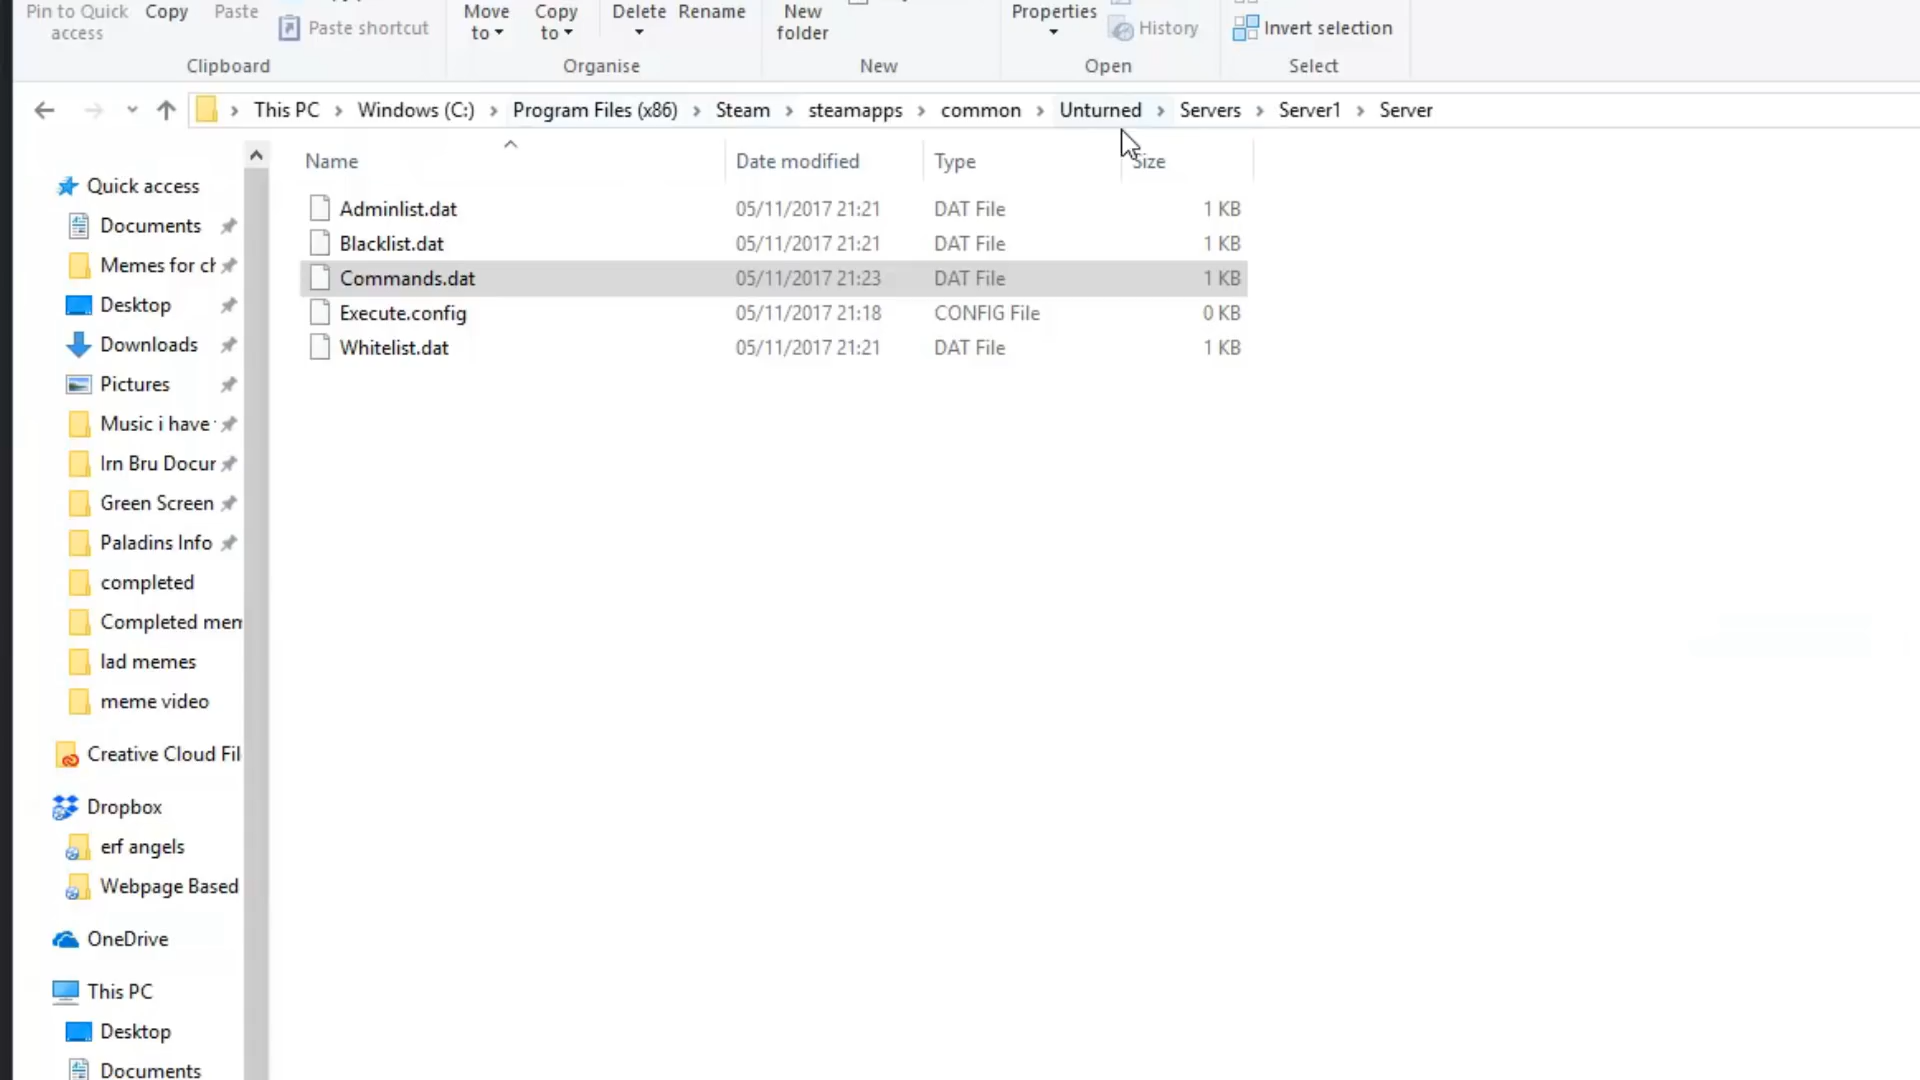 Pin to Quick access
Copy
Paste
Paste shortcut
Move to
Copy to
Delete
Rename
New folder
Properties
History
Invert selection
Clipboard
Organise
New
Open
Select
This PC
Windows (C:)
Program Files (x86)
Steam
steamapps
common
Unturned
Servers
Server1
Server
Name
Date modified
Type
Size
Adminlist.dat 05/11/2017 21:21 DAT File 1 KB
Blacklist.dat 05/11/2017 21:21 DAT File 1 KB
Commands.dat 05/11/2017 21:23 DAT File 1 KB
Execute.config 05/11/2017 21:18 CONFIG File 0 KB
Whitelist.dat 05/11/2017 21:21 DAT File 1 KB
Quick access
Documents
Memes for ch
Desktop
Downloads
Pictures
Music i have
Irn Bru Docur
Green Screen
Paladins Info
completed
Completed mem
lad memes
meme video
Creative Cloud Fil
Dropbox
erf angels
Webpage Based
OneDrive
This PC
Desktop
Documents